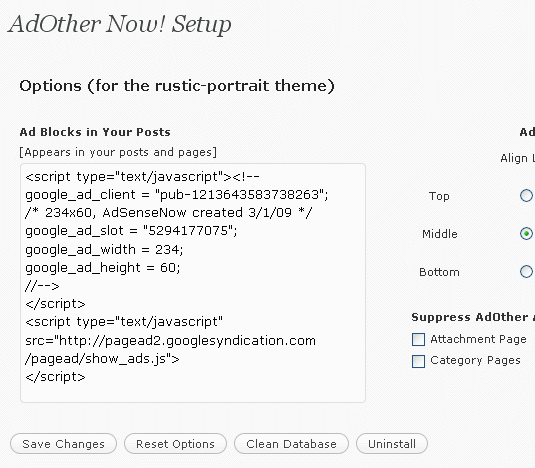 AdOther Now! Setup
Options (for the rustic-portrait theme)
Ad Blocks in Your Posts
[Appears in your posts and pages]
<script type="text/javascript"><!--
google_ad_client = "pub-1213643583738263";
/* 234x60, AdSenseNow created 3/1/09 */
google_ad_slot = "5294177075";
google_ad_width = 234;
google_ad_height = 60;
//-->
</script>
<script type="text/javascript"
src="http://pagead2.googlesyndication.com
/pagead/show_ads.js">
</script>
Ad
Align L
Top
Middle
Bottom
Suppress AdOther a
Attachment Page
Category Pages
Save Changes Reset Options Clean Database Uninstall